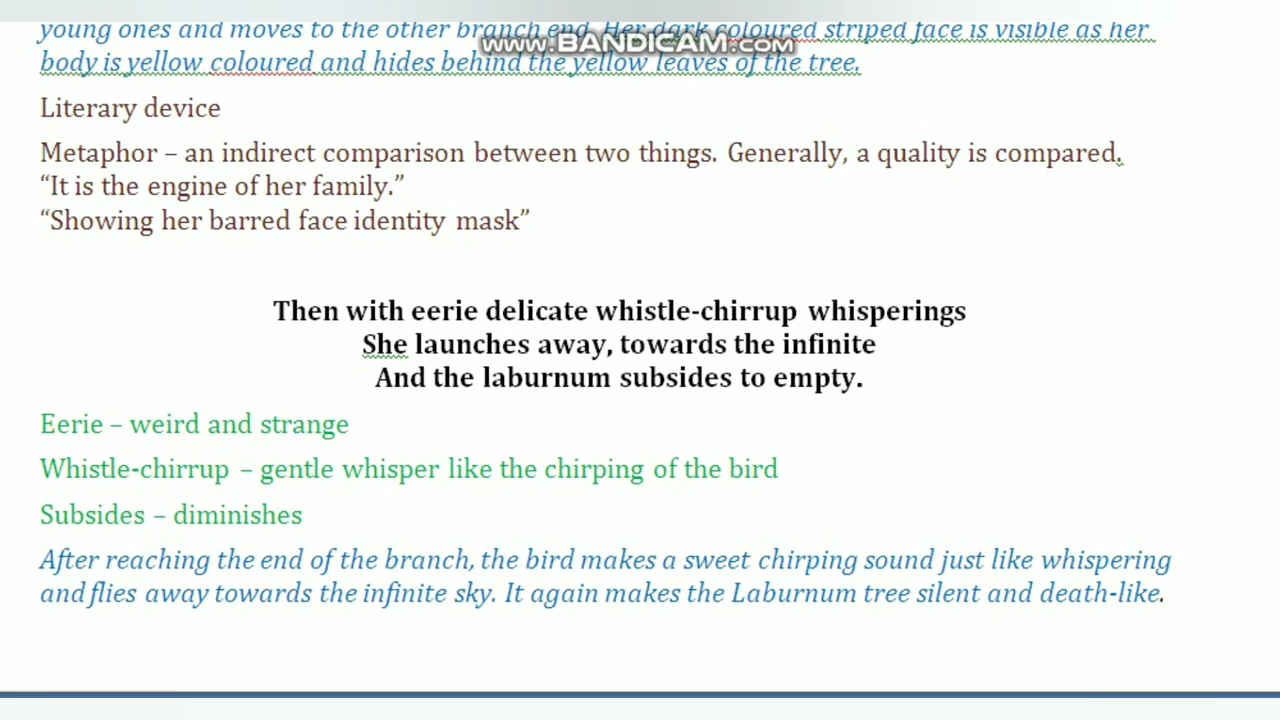 young ones and moves to the other branch end. Her dark coloured striped face is visible as her
www.BANDICAM.com
body is yellow coloured and hides behind the yellow leaves of the tree.
Literary device
Metaphor – an indirect comparison between two things. Generally, a quality is compared.
“It is the engine of her family.”
“Showing her barred face identity mask”
Then with eerie delicate whistle-chirrup whisperings
She launches away, towards the infinite
And the laburnum subsides to empty.
Eerie – weird and strange
Whistle-chirrup – gentle whisper like the chirping of the bird
Subsides – diminishes
After reaching the end of the branch, the bird makes a sweet chirping sound just like whispering
and flies away towards the infinite sky. It again makes the Laburnum tree silent and death-like.